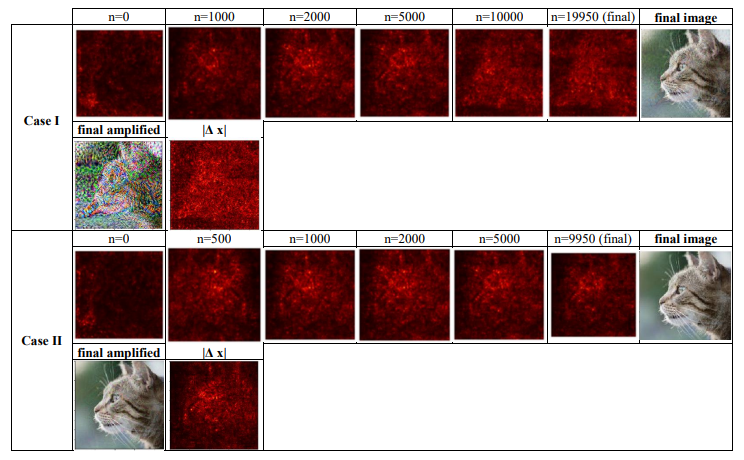 n=0 n=1000 n=2000 n=5000 n=10000 n=19950 (final) final image
Case I
final amplified |Δ x|
n=0 n=500 n=1000 n=2000 n=5000 n=9950 (final) final image
Case II
final amplified |Δ x|